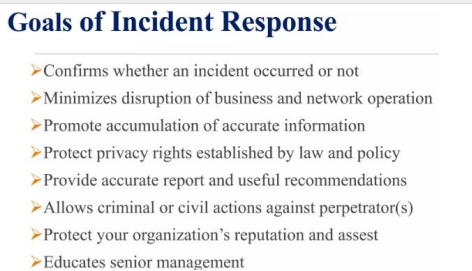 Goals of Incident Response
➢Confirms whether an incident occurred or not
➢Minimizes disruption of business and network operation
➢Promote accumulation of accurate information
➢Protect privacy rights established by law and policy
➢Provide accurate report and useful recommendations
➢Allows criminal or civil actions against perpetrator(s)
➢Protect your organization’s reputation and assest
➢Educates senior management